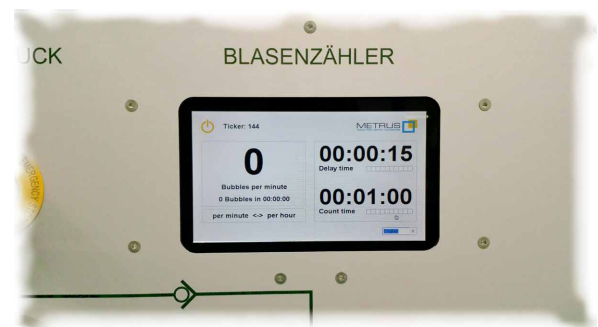 UCK
BLASENZÄHLER
Ticker: 144
METRUS
0
Bubbles per minute
0 Bubbles in 00:00:00
per minute <-> per hour
00:00:15
Delay time
00:01:00
Count time